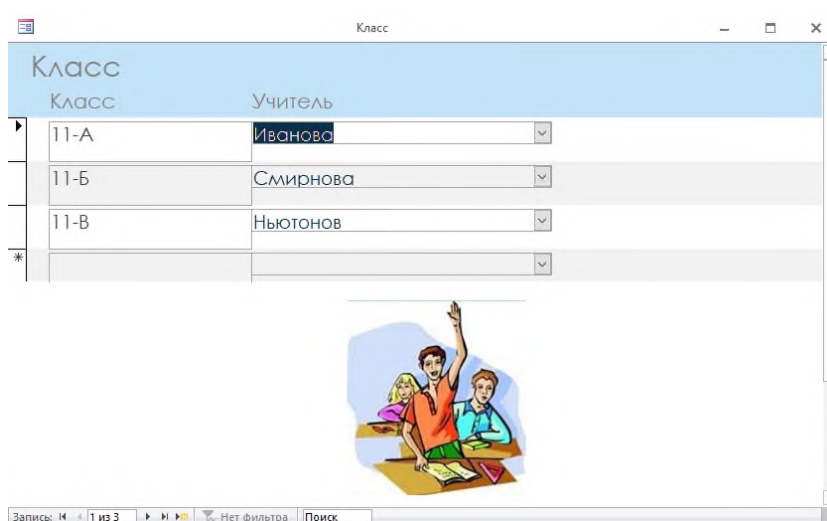 Класс
Класс
Класс Учитель
11-А Иванова
11-Б Смирнова
11-В Ньютонов
Запись: 1 из 3 Нет фильтра Поиск